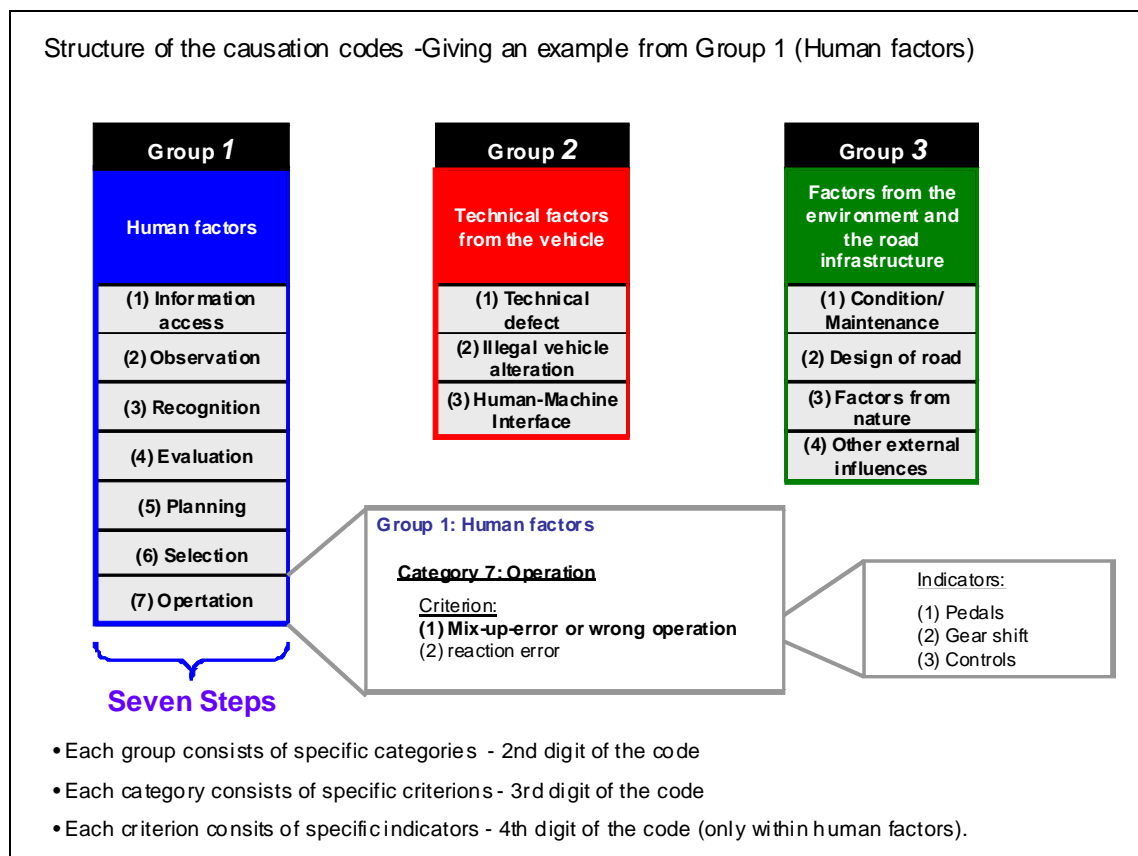 Structure of the causation codes -Giving an example from Group 1 (Human factors)
Group 1
Human factors
(1) Information
access
(2) Observation
(3) Recognition
(4) Evaluation
(5) Planning
(6) Selection
(7) Opertation
Seven Steps
Group 2
Technical factors
from the vehicle
(1) Technical
defect
(2) Illegal vehicle
alteration
(3) Human-Machine
Interface
Group 3
Factors from the
environment and
the road
infrastructure
(1) Condition/
Maintenance
(2) Design of road
(3) Factors from
nature
(4) Other external
influences
Group 1: Human factors
Category 7: Operation
Criterion:
(1) Mix-up-error or wrong operation
(2) reaction error
Indicators:
(1) Pedals
(2) Gear shift
(3) Controls
• Each group consists of specific categories - 2nd digit of the code
• Each category consists of specific criterions - 3rd digit of the code
• Each criterion consits of specific indicators - 4th digit of the code (only within human factors).